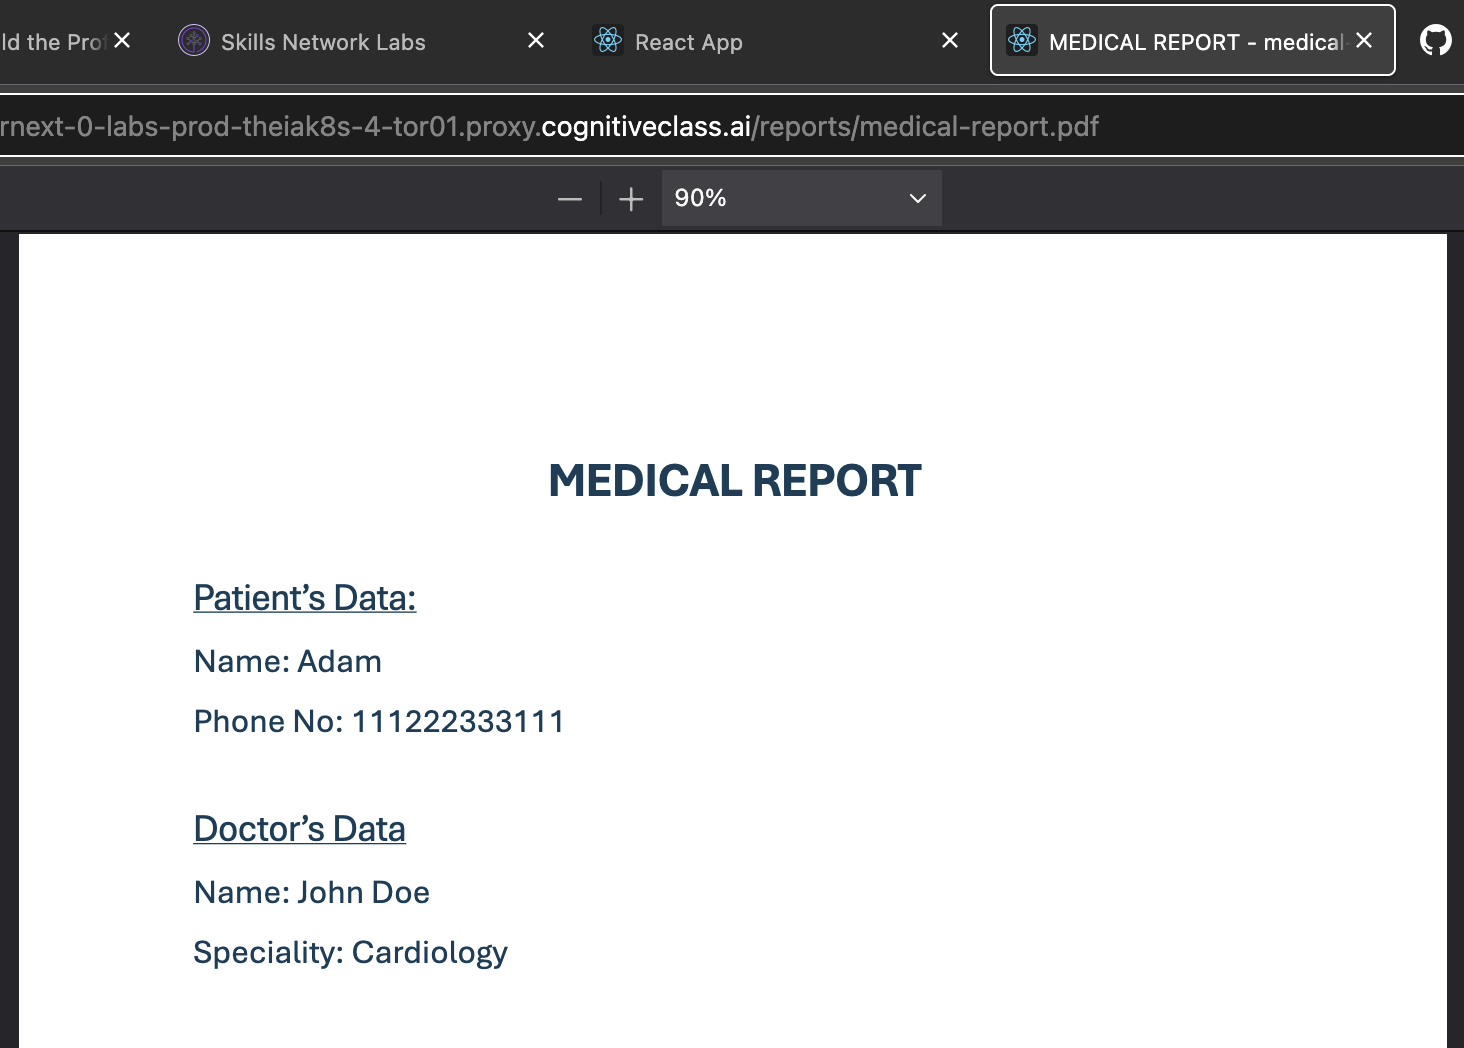 ld the Prof
Skills Network Labs
React App
MEDICAL REPORT - medical-
rnext-0-labs-prod-theiak8s-4-tor01.proxy.cognitiveclass.ai/reports/medical-report.pdf
90%
MEDICAL REPORT
Patient’s Data:
Name: Adam
Phone No: 111222333111
Doctor’s Data
Name: John Doe
Speciality: Cardiology